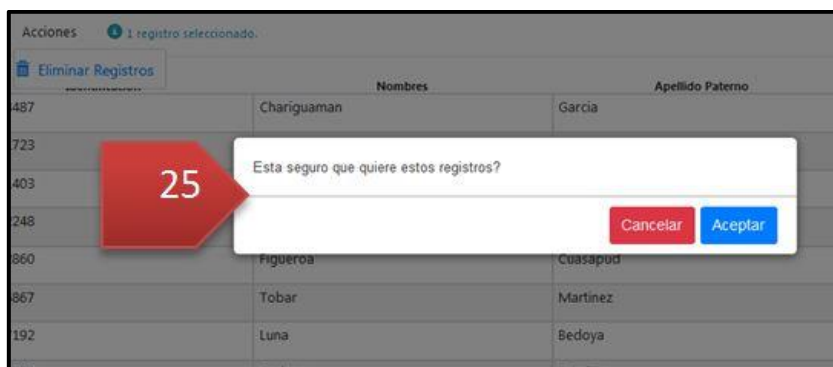 Acciones 1 registro seleccionado.
Eliminar Registros
Nombres Apellido Paterno
487 Chariguaman Garcia
723
Esta seguro que quiere estos registros?
403
25
248
Cancelar Aceptar
860 Figueroa Cuasapud
867 Tobar Martinez
192 Luna Bedoya